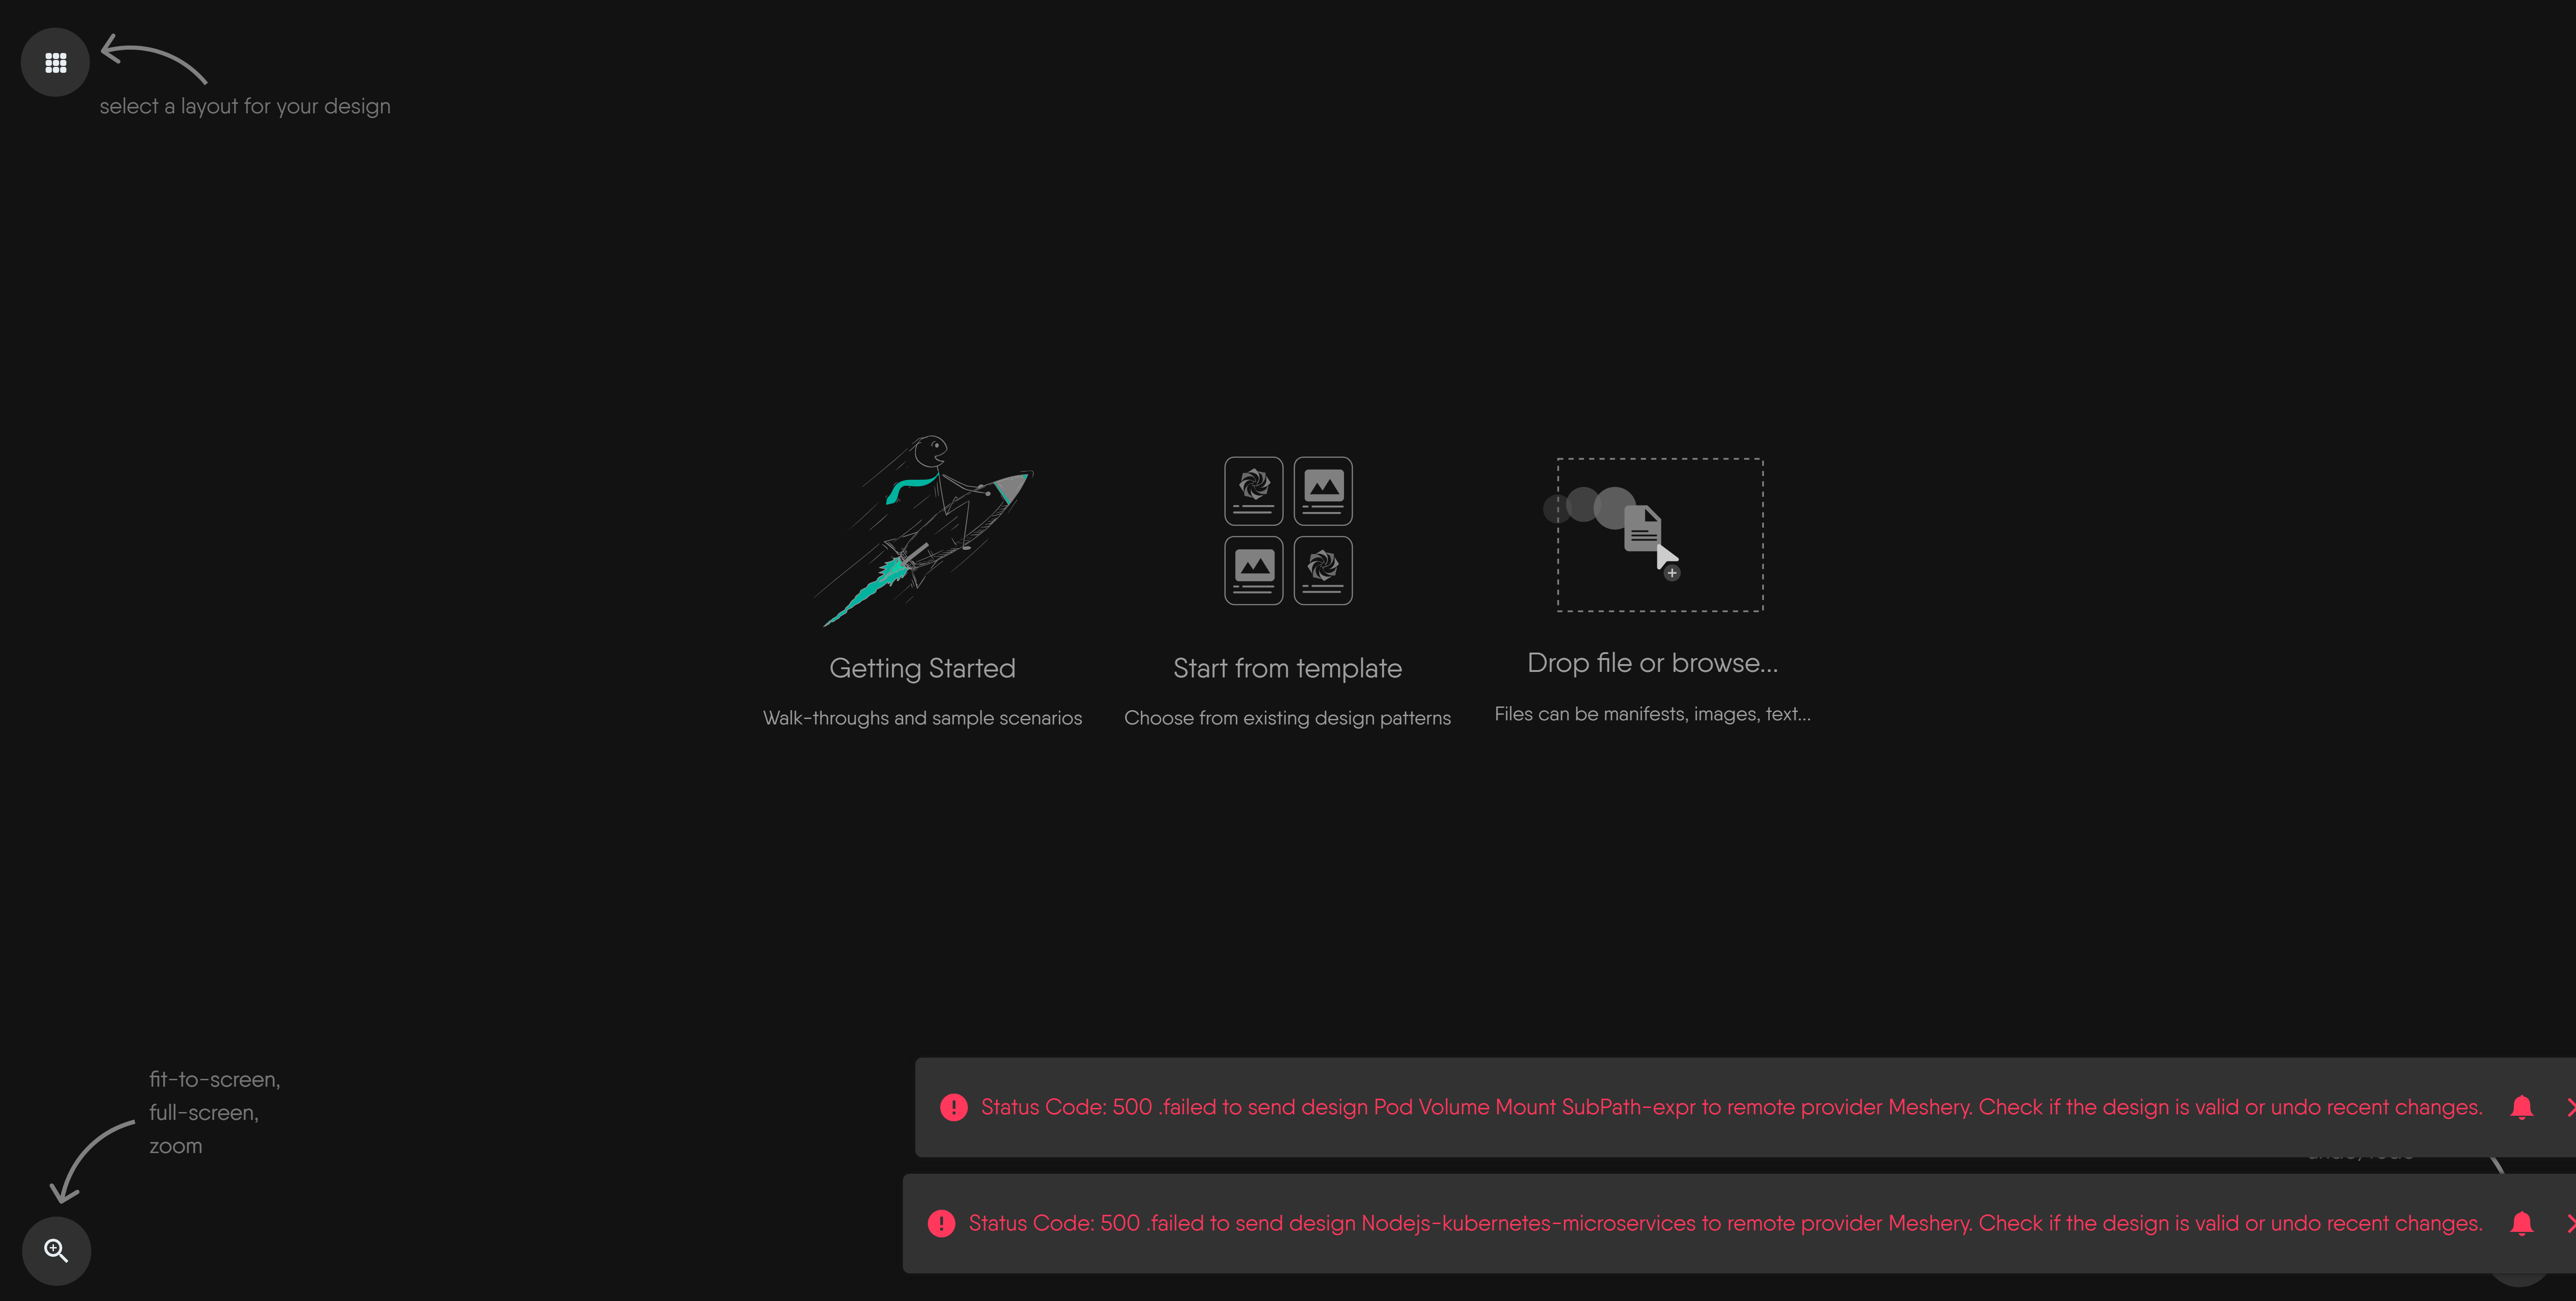 select a layout for your design
Getting Started
Walk-throughs and sample scenarios
Start from template
Choose from existing design patterns
Drop file or browse...
Files can be manifests, images, text...
fit-to-screen,
full-screen,
zoom
Status Code: 500 .failed to send design Pod Volume Mount SubPath-expr to remote provider Meshery. Check if the design is valid or undo recent changes.
Status Code: 500 .failed to send design Nodejs-kubernetes-microservices to remote provider Meshery. Check if the design is valid or undo recent changes.